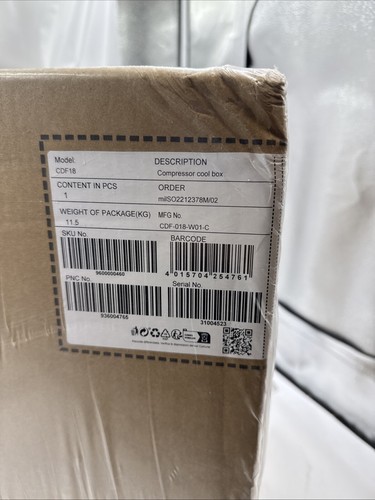 Model DESCRIPTION
CDF18 Compressor cool box
CONTENT IN PCS ORDER
1 milSO2212378M/02
WEIGHT OF PACKAGE(KG) MFG No.
11.5 CDF-018-W01-C
SKU No. BARCODE
9600000460 4 015704 254761
PNC No. Serial No.
936004765 31004523